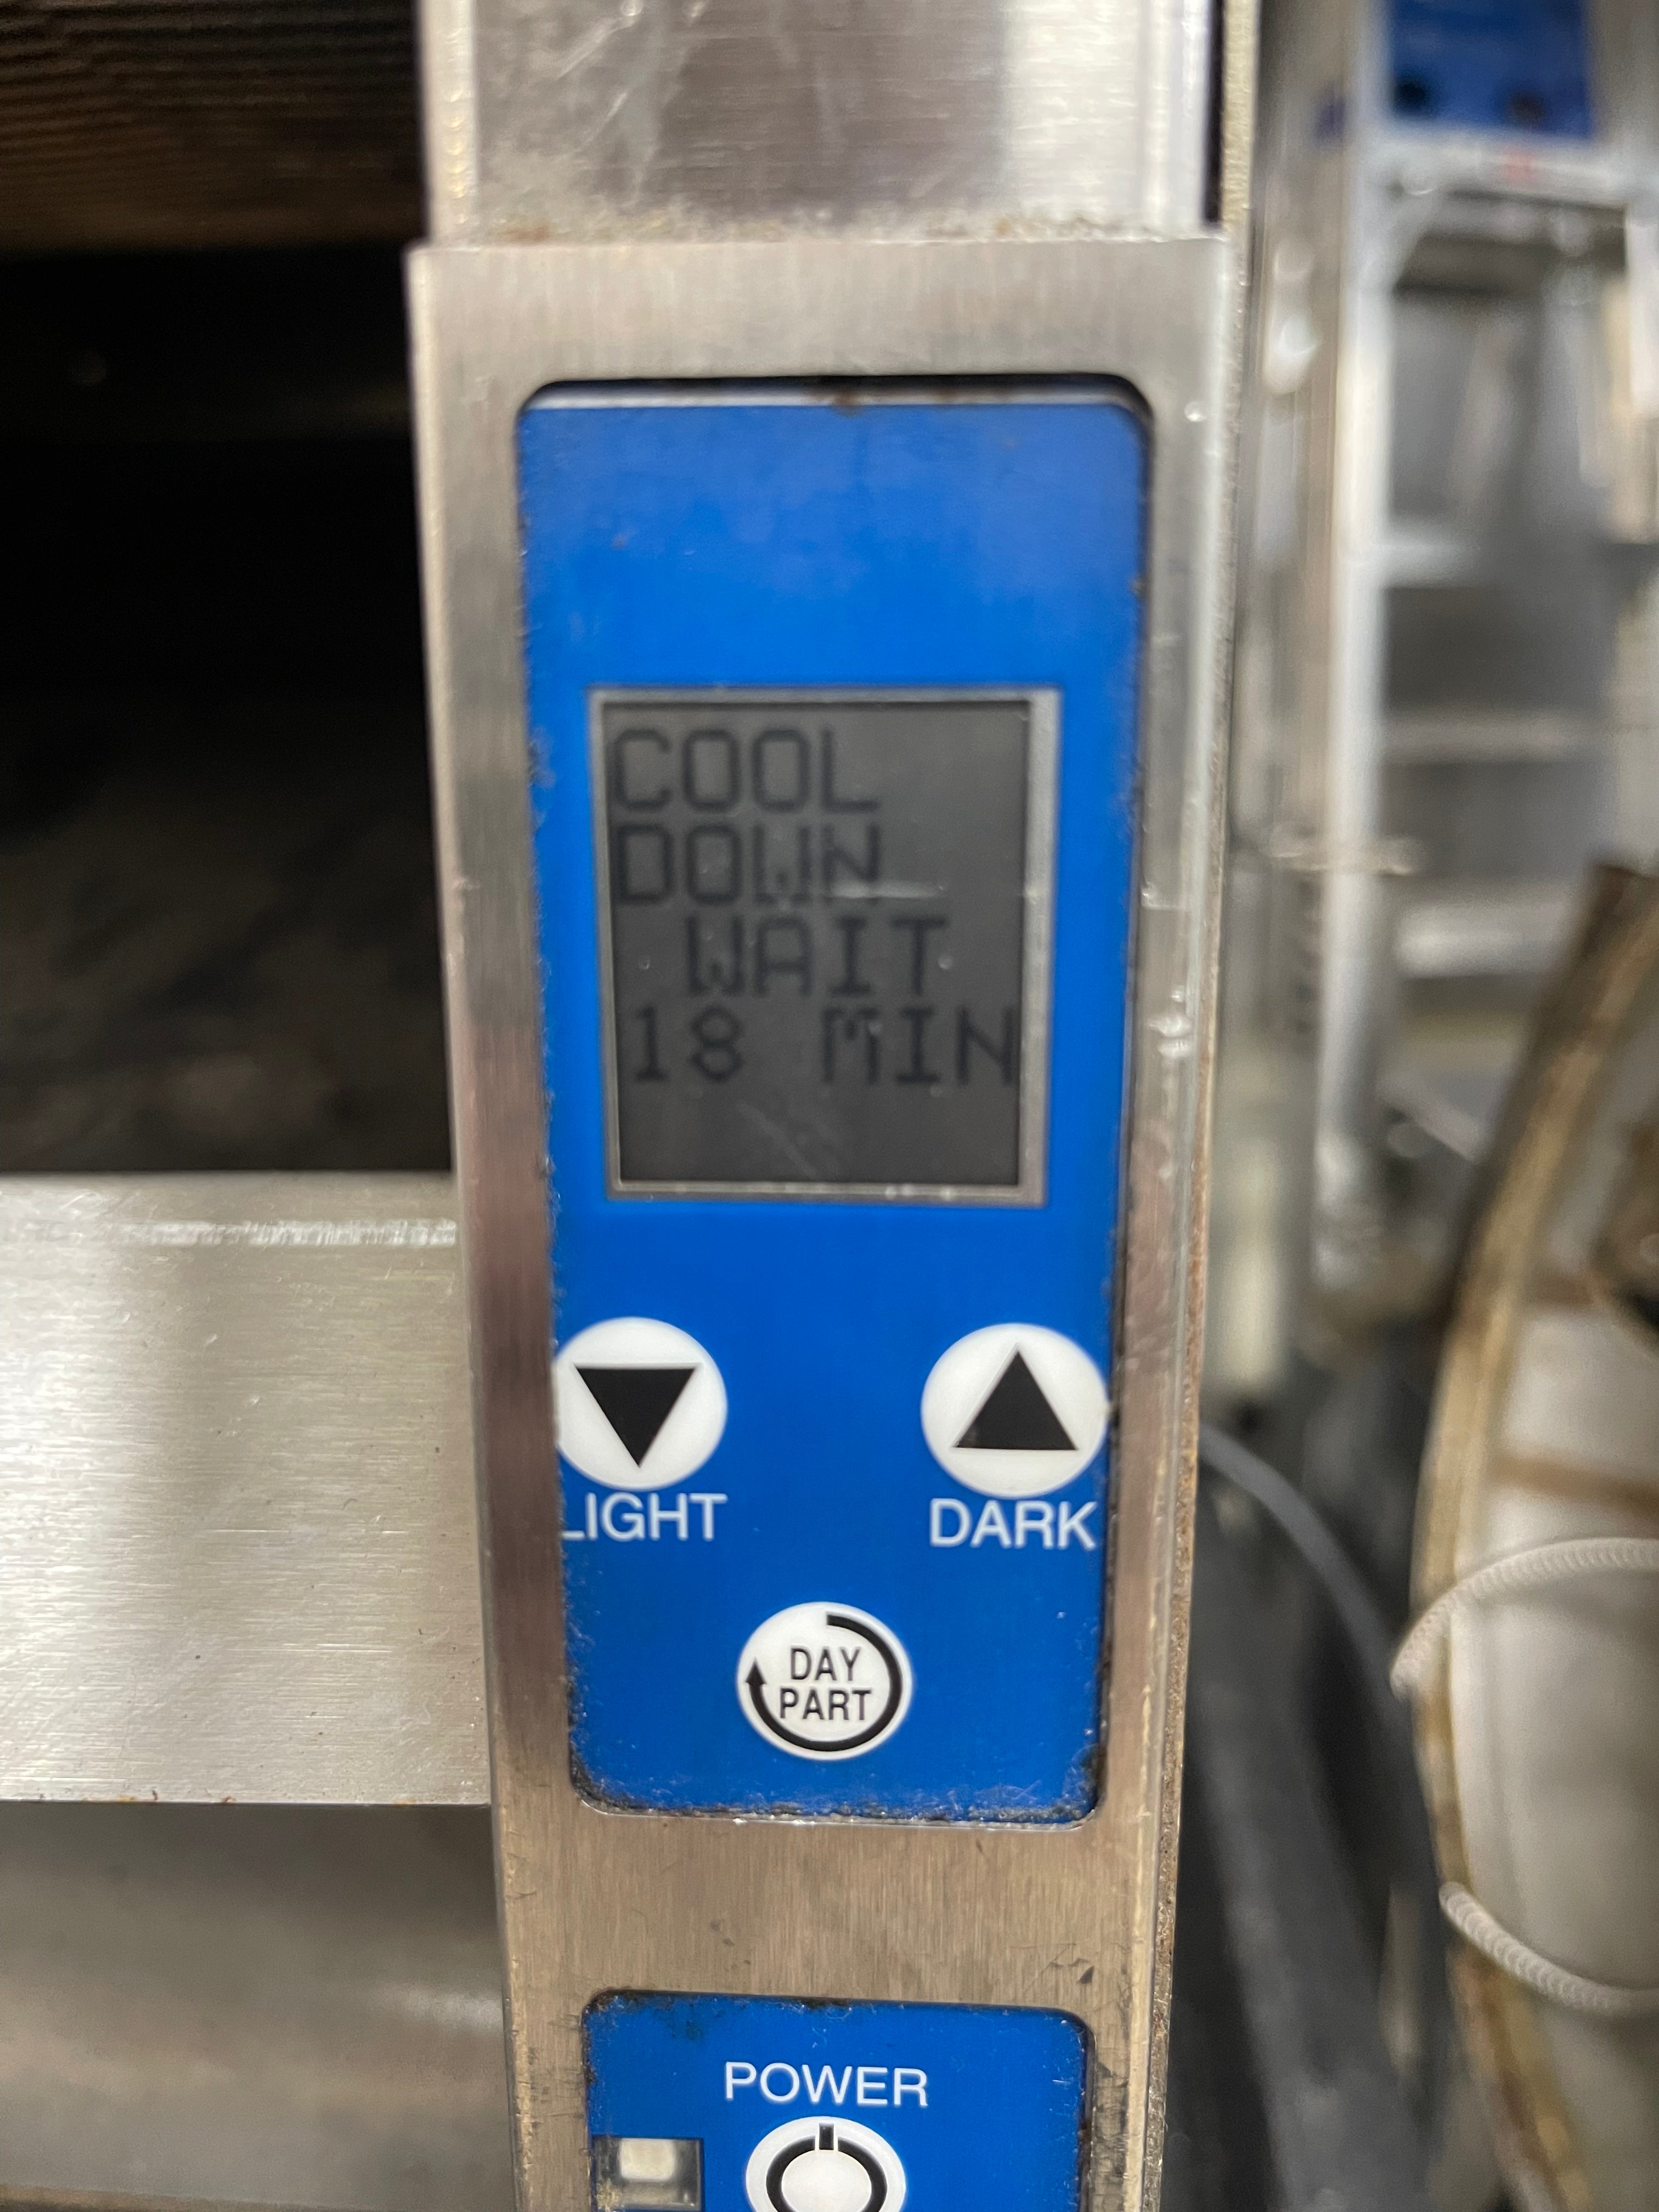 COOL
DOWN
WAIT
18 MIN
LIGHT
DARK
DAY
PART
POWER